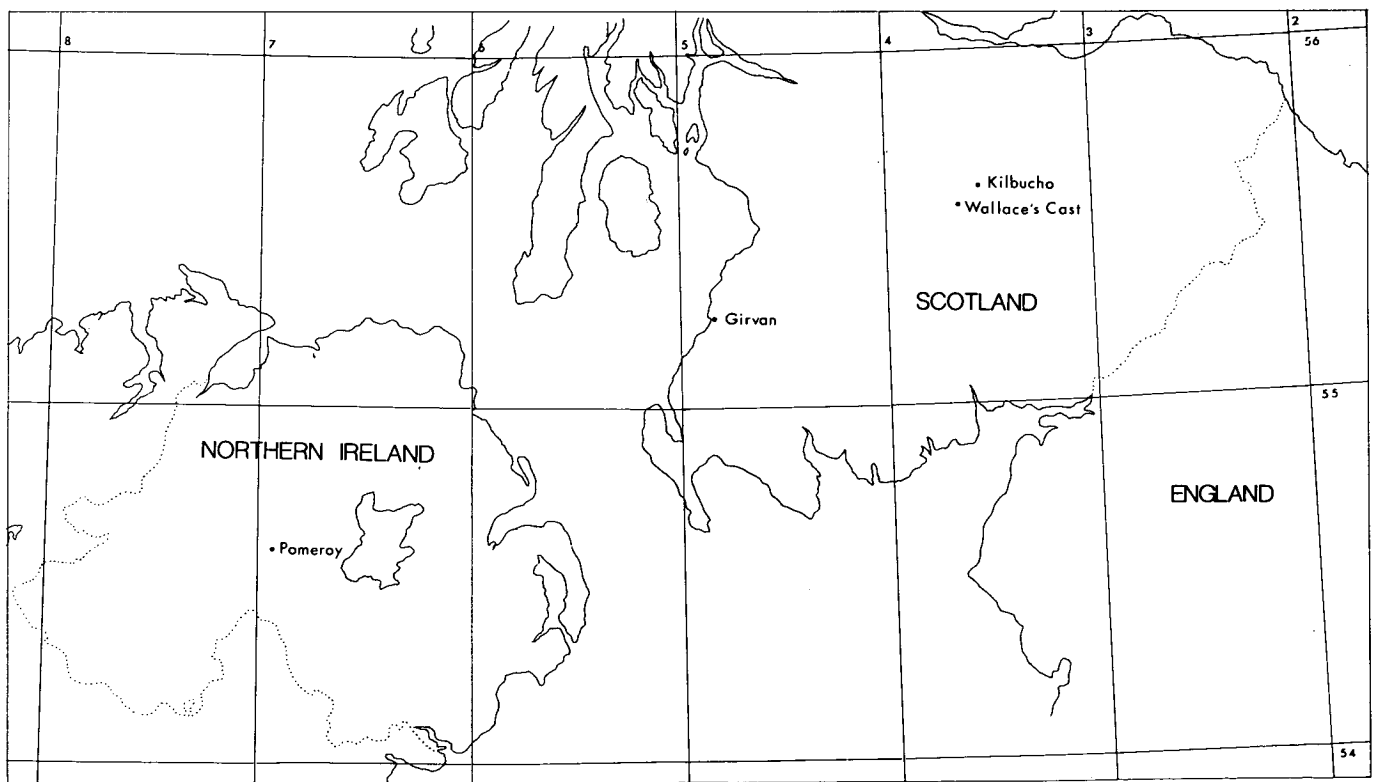 8
7
6
5
4
3
2
56
Kilbucho
Wallace's Cast
SCOTLAND
Girvan
55
NORTHERN IRELAND
ENGLAND
Pomeroy
54